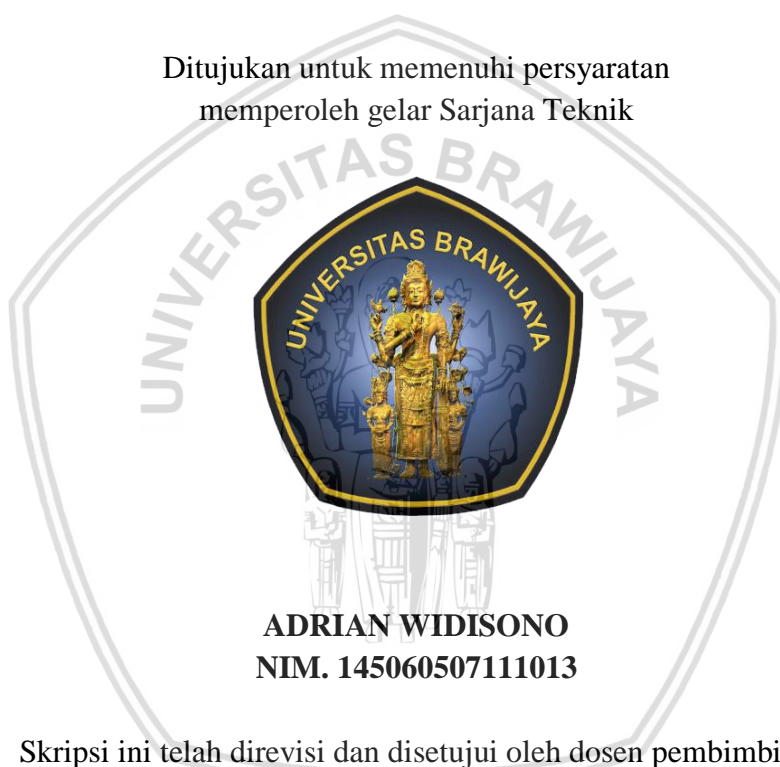 Ditujukan untuk memenuhi persyaratan
memperoleh gelar Sarjana Teknik
UNIVERSITAS BRAWIJAYA
UNIVERSITAS BRAWIJAYA
ADRIAN WIDISONO
NIM. 145060507111013
Skripsi ini telah direvisi dan disetujui oleh dosen pembimbi